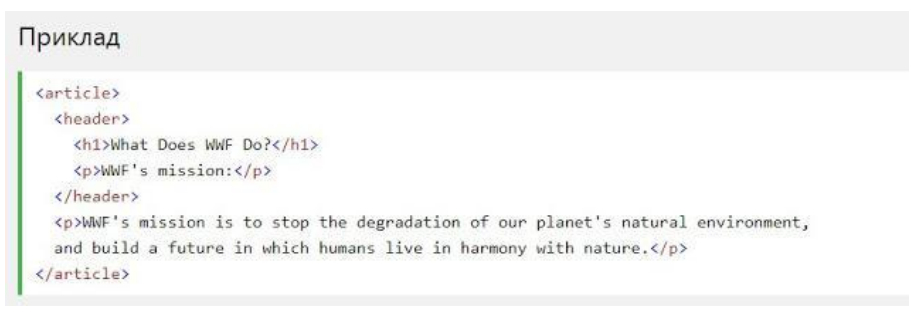 Приклад
<article>
<header>
<h1>What Does WWF Do?</h1>
<p>WWF's mission:</p>
</header>
<p>WWF's mission is to stop the degradation of our planet's natural environment,
and build a future in which humans live in harmony with nature.</p>
</article>